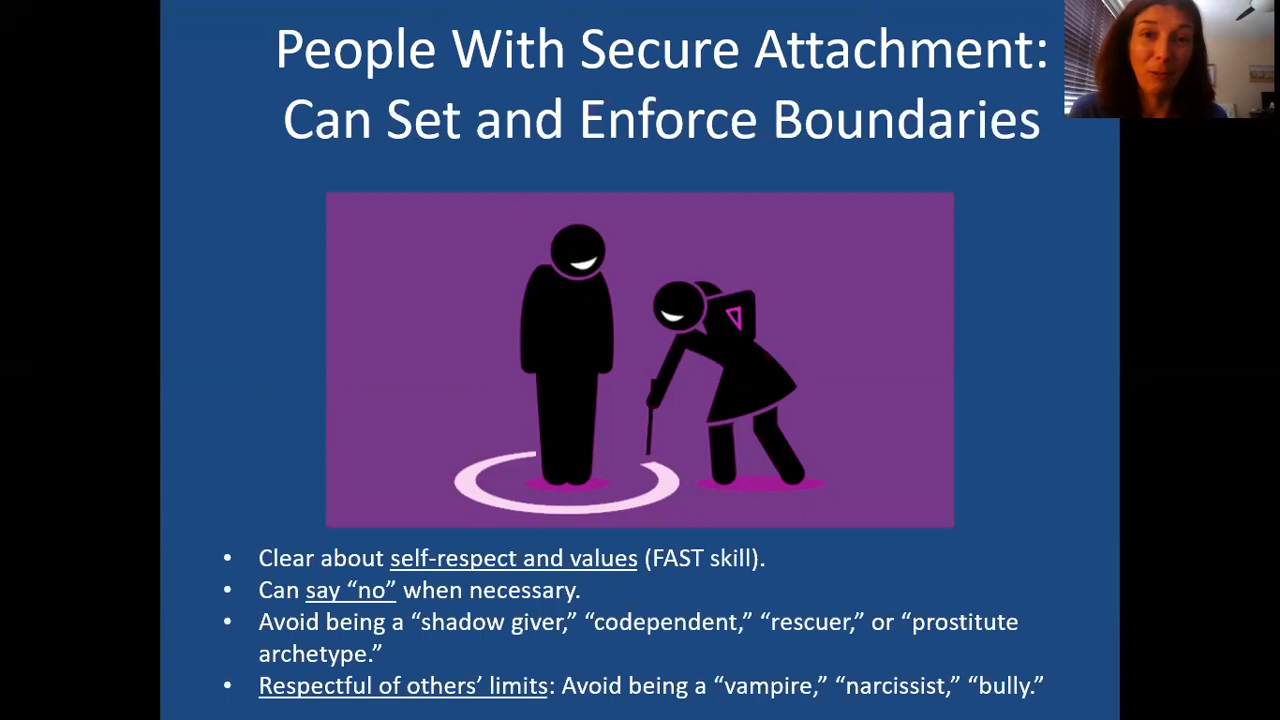 People With Secure Attachment:
Can Set and Enforce Boundaries
• Clear about self-respect and values (FAST skill).
• Can say “no” when necessary.
• Avoid being a “shadow giver,” “codependent,” “rescuer,” or “prostitute
archetype.”
• Respectful of others’ limits: Avoid being a “vampire,” “narcissist,” “bully.”